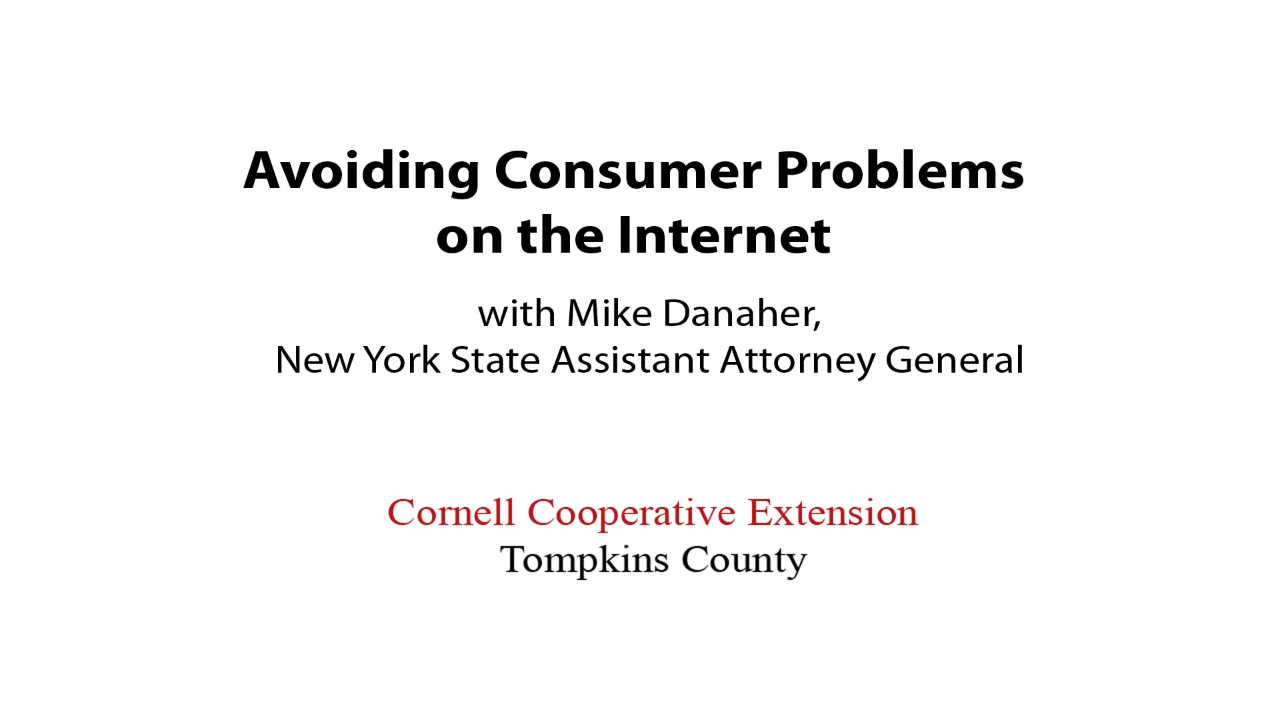 Avoiding Consumer Problems
on the Internet
with Mike Danaher,
New York State Assistant Attorney General
Cornell Cooperative Extension
Tompkins County